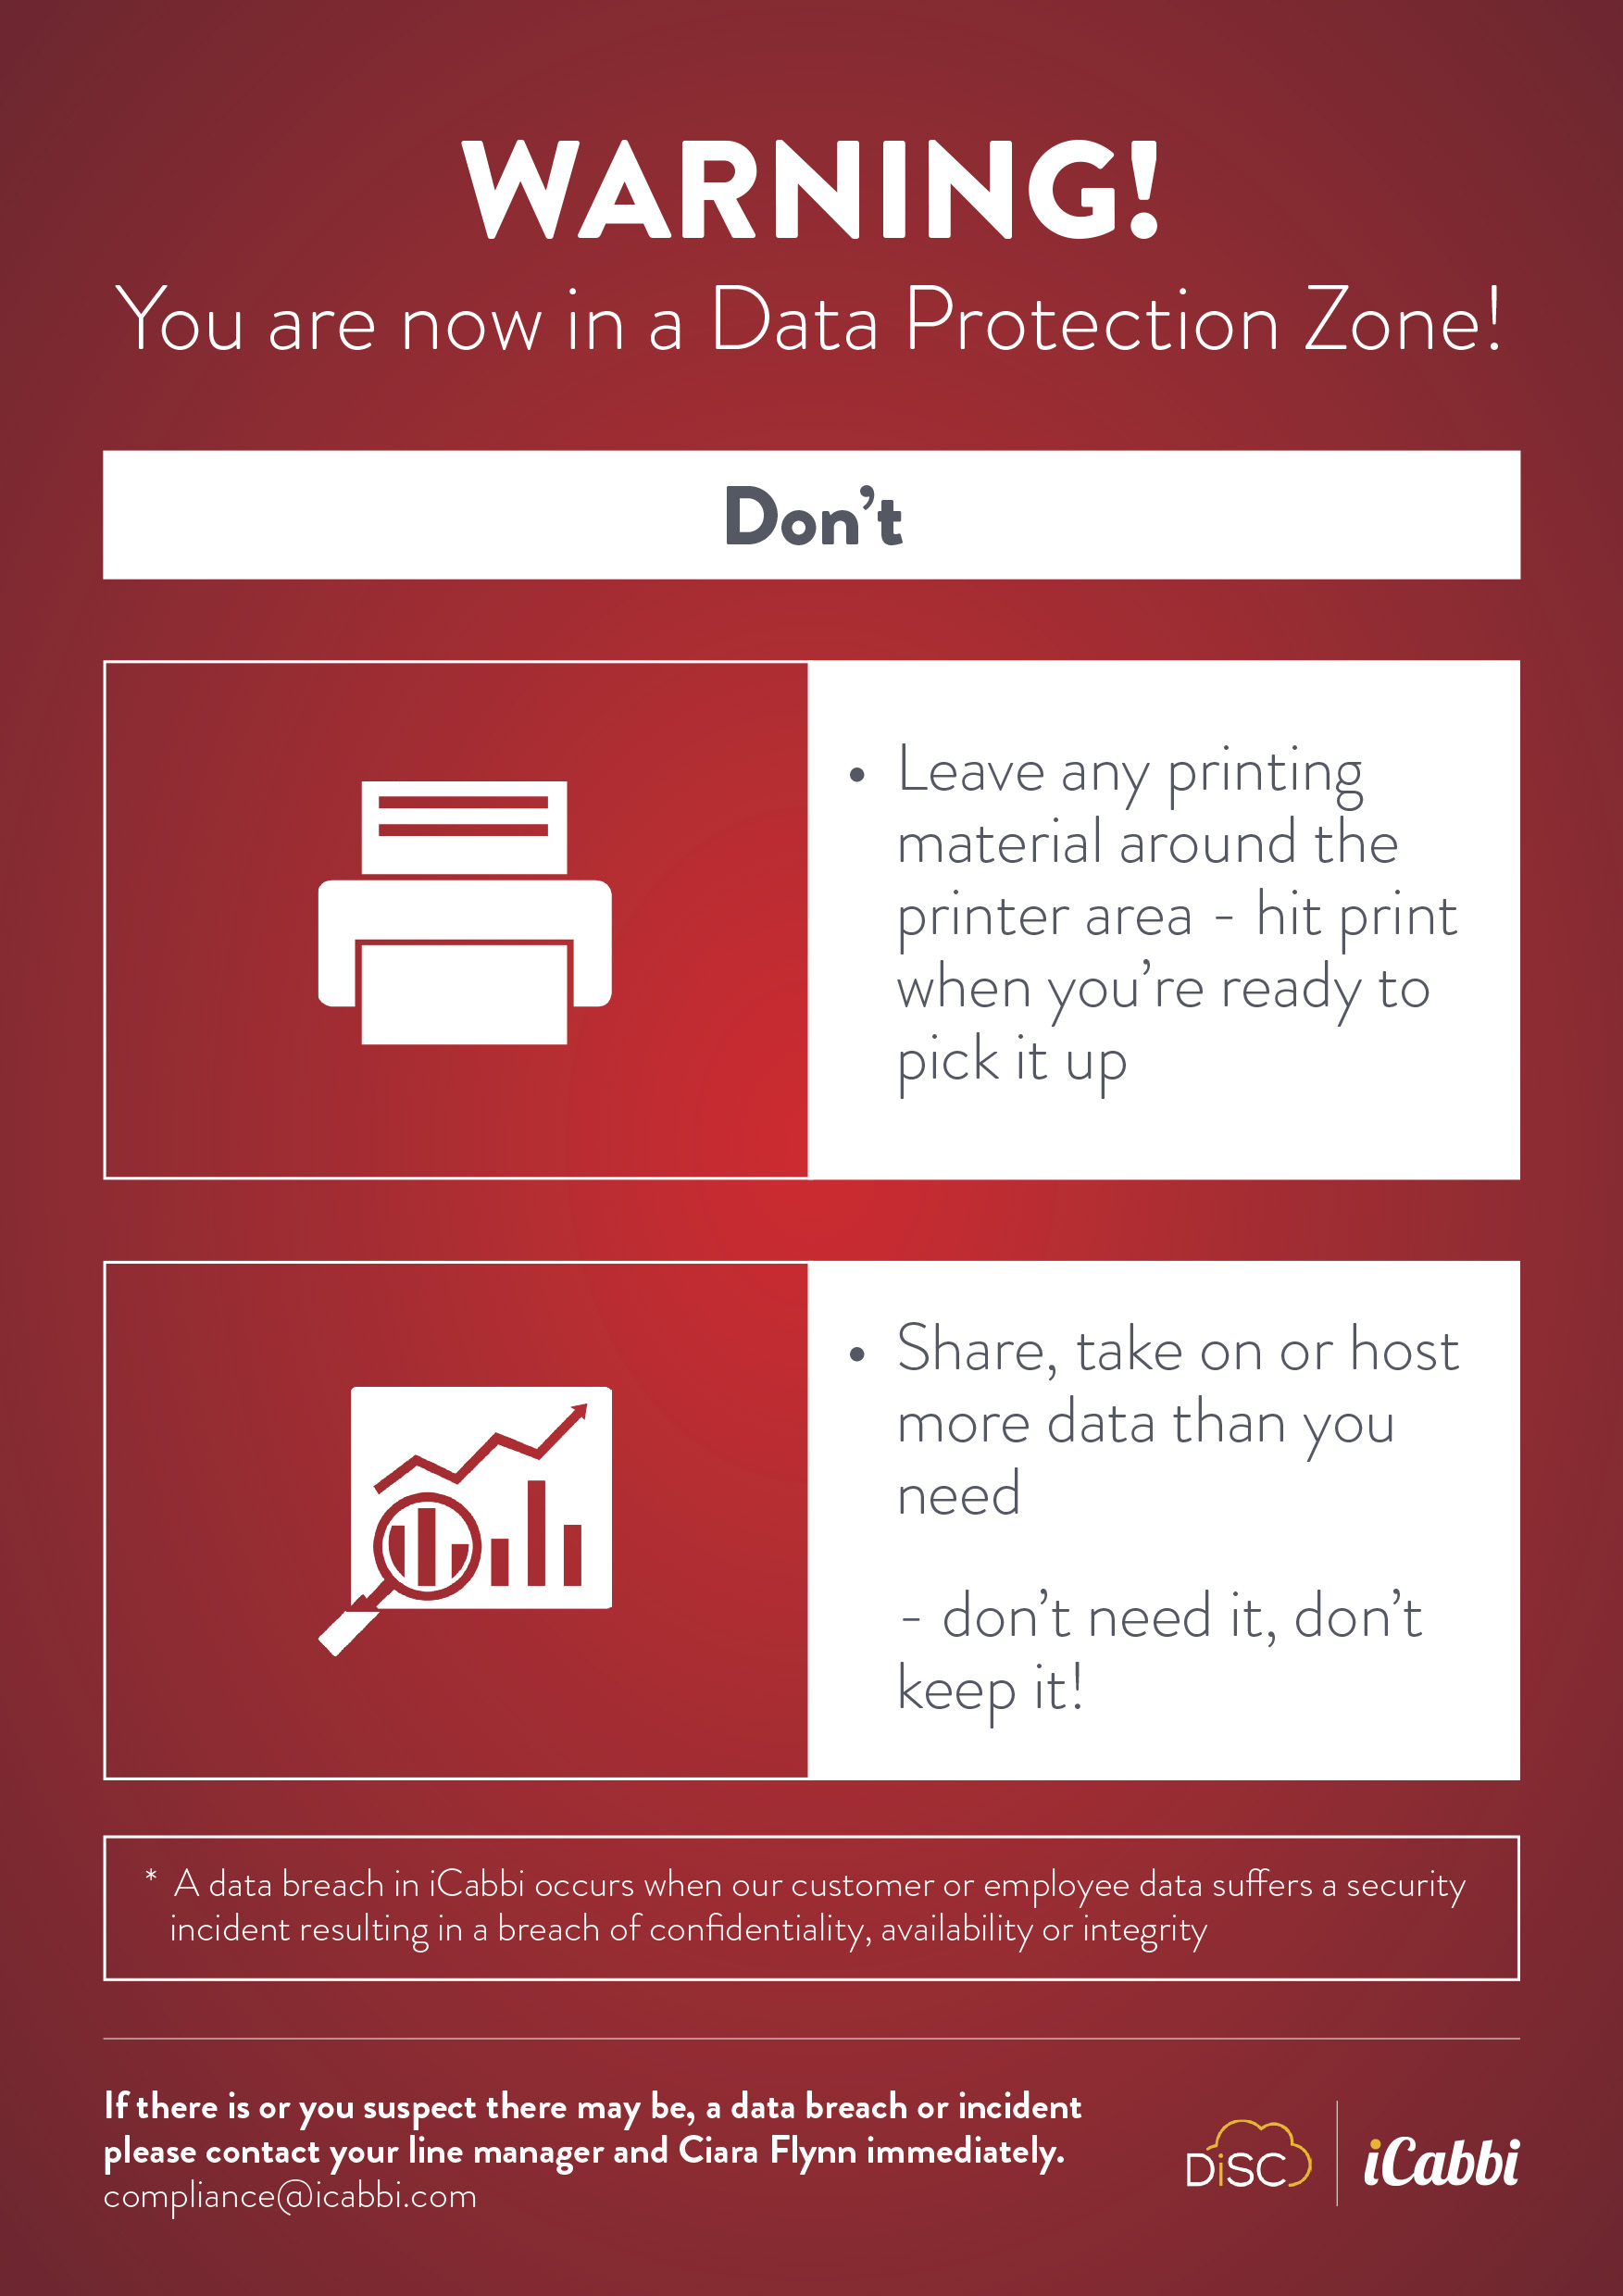 WARNING!
You are now in a Data Protection Zone!
Don’t
• Leave any printing
material around the
printer area - hit print
when you’re ready to
pick it up
• Share, take on or host
more data than you
need
- don’t need it, don’t
keep it!
* A data breach in iCabbi occurs when our customer or employee data suffers a security
incident resulting in a breach of confidentiality, availability or integrity
If there is or you suspect there may be, a data breach or incident
please contact your line manager and Ciara Flynn immediately.
compliance@icabbi.com
DiSC
iCabbi